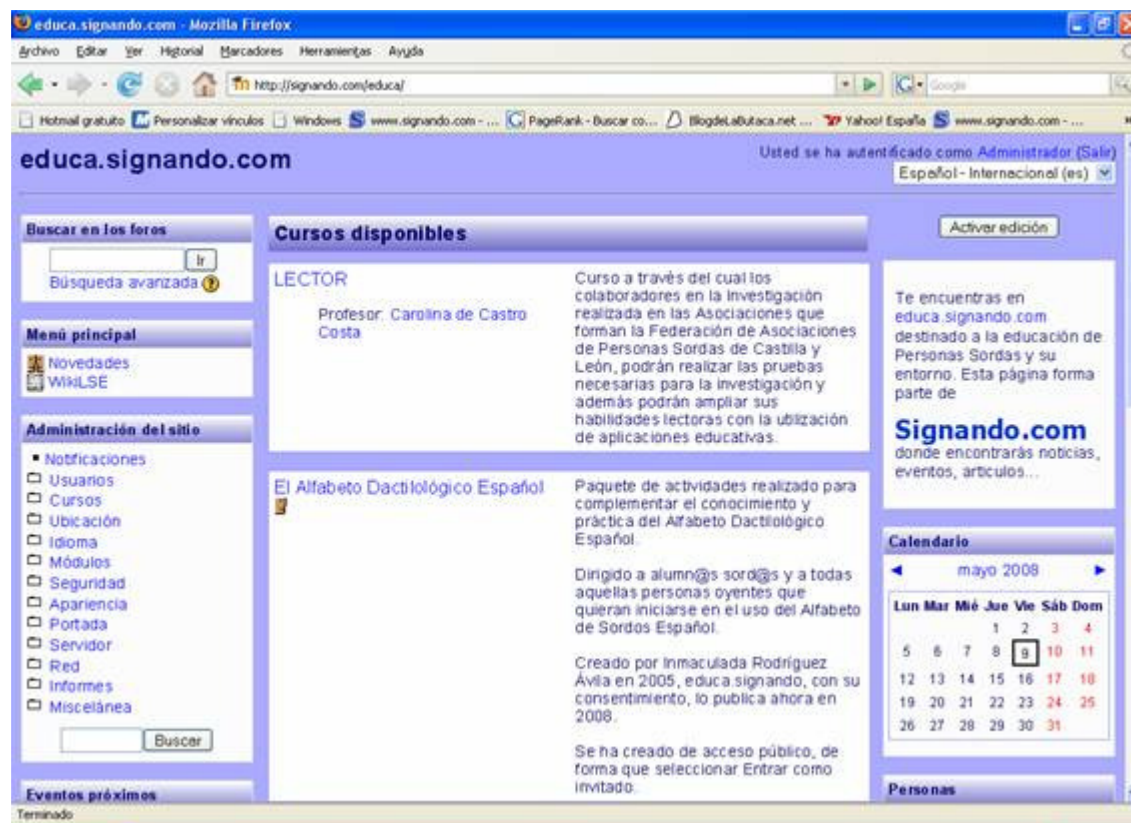 educa.signando.com - Mozilla Firefox
Archivo Editar Ver Historial Marcadores Herramientas Ayuda
http://signando.com/educa/
Google
Hotmail gratuito Personalizar vínculos Windows www.signando.com - ... PageRank - Buscar co... BlogdeLaButaca.net ... Yahoo! España www.signando.com - ...
educa.signando.com
Usted se ha autentificado como Administrador (Salir)
Español - Internacional (es)
Buscar en los foros
Ir
Búsqueda avanzada
Menú principal
Novedades
WikiLSE
Administración del sitio
Notificaciones
Usuarios
Cursos
Ubicación
Idioma
Módulos
Seguridad
Apariencia
Portada
Servidor
Red
Informes
Miscelánea
Buscar
Eventos próximos
Cursos disponibles
LECTOR
Profesor: Carolina de Castro
Costa
Curso a través del cual los
colaboradores en la Investigación
realizada en las Asociaciones que
forman la Federación de Asociaciones
de Personas Sordas de Castilla y
León, podrán realizar las pruebas
necesarias para la investigación y
además podrán ampliar sus
habilidades lectoras con la utilización
de aplicaciones educativas.
El Alfabeto Dactilológico Español
Paquete de actividades realizado para
complementar el conocimiento y
práctica del Alfabeto Dactilológico
Español.
Dirigido a alumn@s sord@s y a todas
aquellas personas oyentes que
quieran iniciarse en el uso del Alfabeto
de Sordos Español.
Creado por Inmaculada Rodríguez
Ávila en 2005, educa.signando, con su
consentimiento, lo publica ahora en
2008.
Se ha creado de acceso público, de
forma que seleccionar Entrar como
invitado.
Activar edición
Te encuentras en
educa.signando.com
destinado a la educación de
Personas Sordas y su
entorno. Esta página forma
parte de
Signando.com
donde encontrarás noticias,
eventos, artículos...
Calendario
mayo 2008
Lun Mar Mié Jue Vie Sáb Dom
1 2 3 4
5 6 7 8 9 10 11
12 13 14 15 16 17 18
19 20 21 22 23 24 25
26 27 28 29 30 31
Personas
Terminado